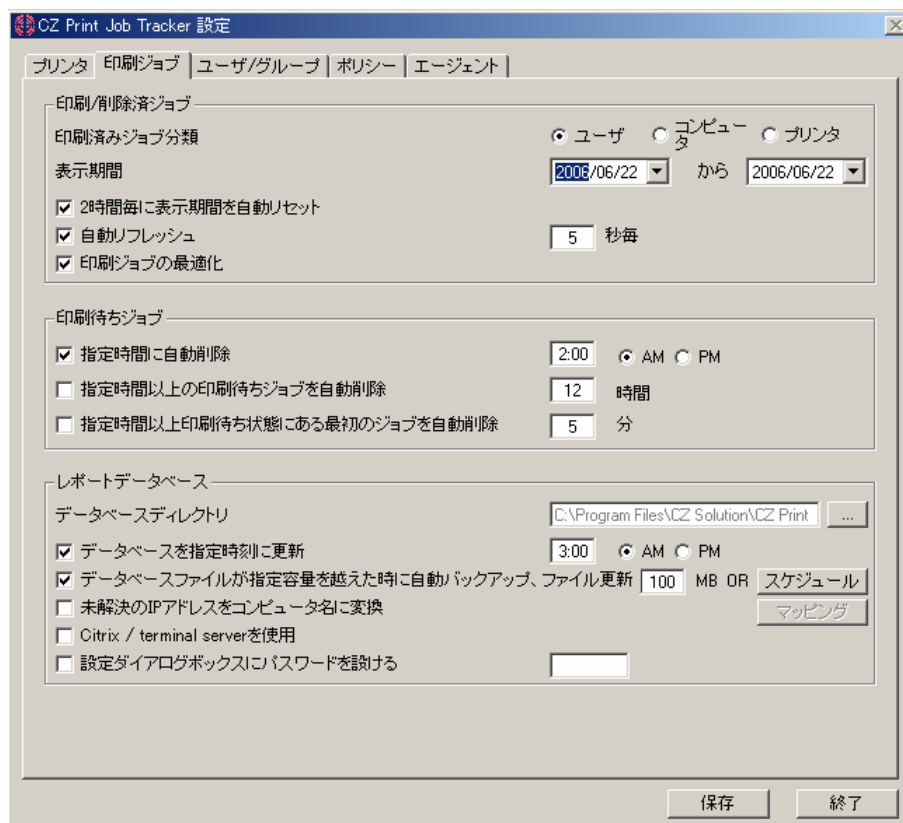 CZ Print Job Tracker 設定
プリンタ 印刷ジョブ ユーザ/グループ ポリシー エージェント
印刷/削除済ジョブ
印刷済みジョブ分類 ユーザ コンピュータ プリンタ
表示期間 2006/06/22 から 2006/06/22
2時間毎に表示期間を自動リセット
自動リフレッシュ 5 秒毎
印刷ジョブの最適化
印刷待ちジョブ
指定時間に自動削除 2:00 AM PM
指定時間以上の印刷待ちジョブを自動削除 12 時間
指定時間以上印刷待ち状態にある最初のジョブを自動削除 5 分
レポートデータベース
データベースディレクトリ C:\Program Files\CZ Solution\CZ Print ...
データベースを指定時刻に更新 3:00 AM PM
データベースファイルが指定容量を越えた時に自動バックアップ、ファイル更新 100 MB OR スケジュール
未解決のIPアドレスをコンピュータ名に変換 マッピング
Citrix / terminal serverを使用
設定ダイアログボックスにパスワードを設ける
保存 終了